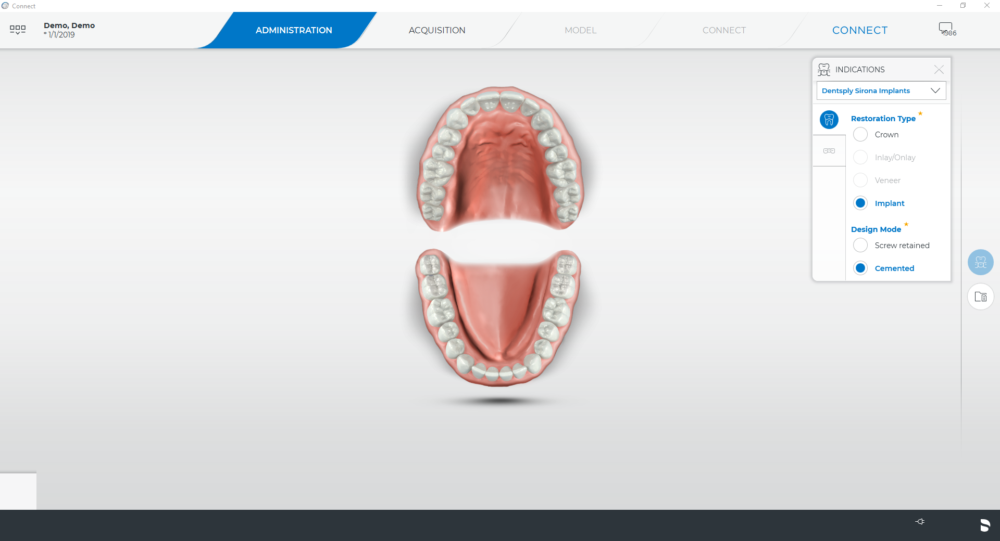 Connect
Demo, Demo
* 1/1/2019
ADMINISTRATION
ACQUISITION
MODEL
CONNECT
CONNECT
1986
INDICATIONS
Dentsply Sirona Implants
Restoration Type
Crown
Inlay/Onlay
Veneer
Implant
Design Mode
Screw retained
Cemented